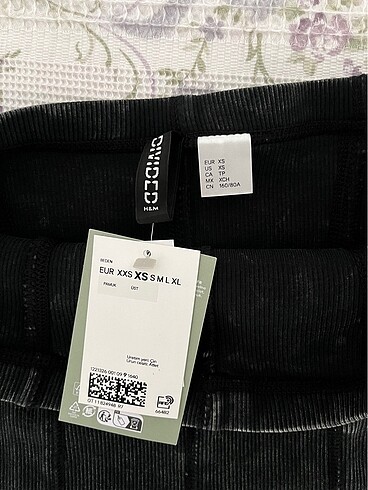 DIVIDED
H&M
EUR XS
US XS
CA TP
MX XCH
CN 160/80A
BEDEN
EUR XXS XS S M L XL
PAMUK ÜST
Üretim yeri: Çin
66482